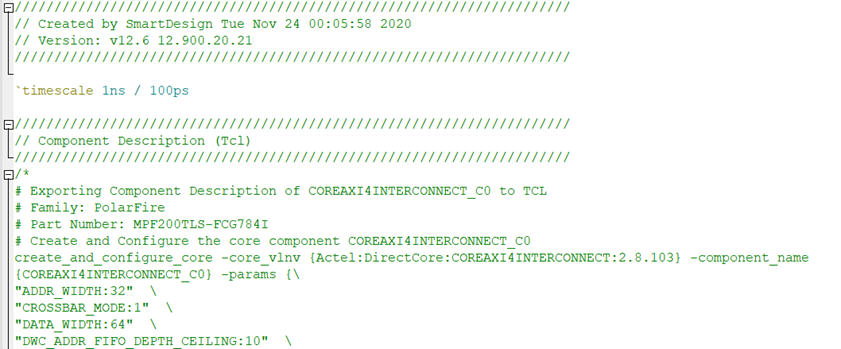 //////////////////////////////////////////////////////////////////////
// Created by SmartDesign Tue Nov 24 00:05:58 2020
// Version: v12.6 12.900.20.21
//////////////////////////////////////////////////////////////////////
`timescale 1ns / 100ps
//////////////////////////////////////////////////////////////////////
// Component Description (Tcl)
//////////////////////////////////////////////////////////////////////
/*
# Exporting Component Description of COREAXI4INTERCONNECT_C0 to TCL
# Family: PolarFire
# Part Number: MPF200TLS-FCG784I
# Create and Configure the core component COREAXI4INTERCONNECT_C0
create_and_configure_core -core_vlnv {Actel:DirectCore:COREAXI4INTERCONNECT:2.8.103} -component_name
{COREAXI4INTERCONNECT_C0} -params {\
"ADDR_WIDTH:32"  \
"CROSSBAR_MODE:1"  \
"DATA_WIDTH:64"  \
"DWC_ADDR_FIFO_DEPTH_CEILING:10"  \